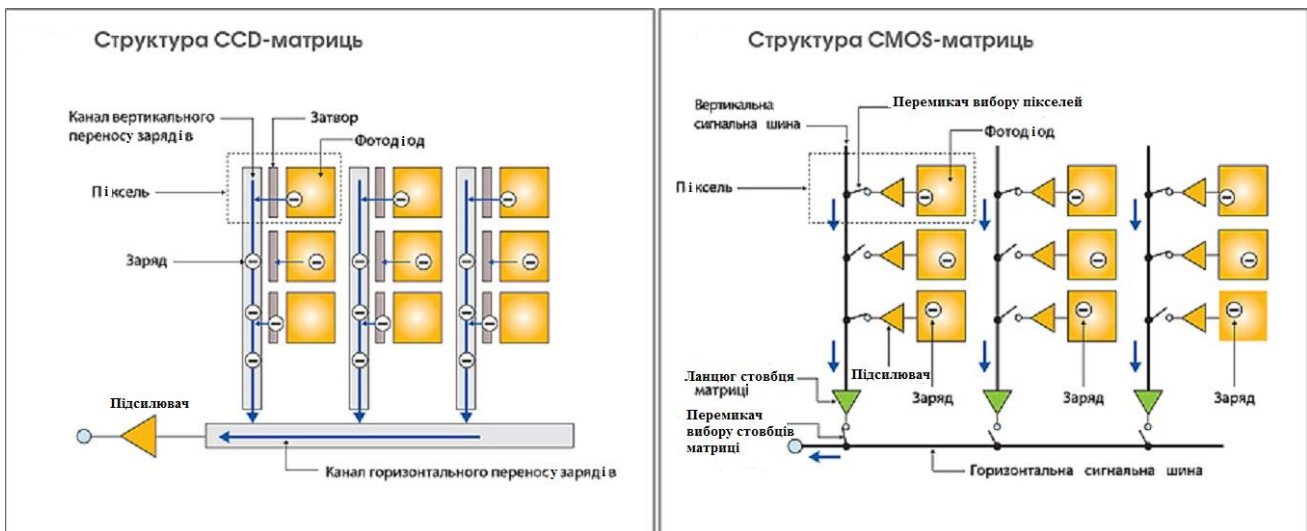 Структура CCD-матриць
Канал вертикального
переносу зарядів
Затвор
Фотодіод
Піксель
Заряд
Підсилювач
Канал горизонтального переносу зарядів
Структура CMOS-матриць
Вертикальна
сигнальна шина
Перемикач вибору пікселей
Фотодіод
Піксель
Ланцюг стовбця
матриці
Підсилювач
Заряд
Заряд
Заряд
Перемикач
вибору стовбців
матриці
Горизонтальна сигнальна шина